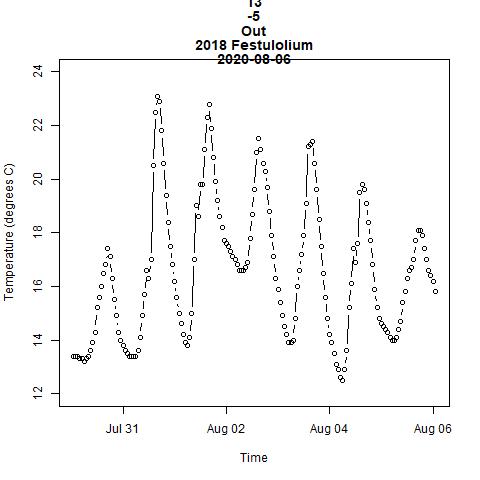 13
-5
Out
2018 Festulolium
2020-08-06
Temperature (degrees C)
24
22
20
18
16
14
12
Jul 31
Aug 02
Aug 04
Aug 06
Time